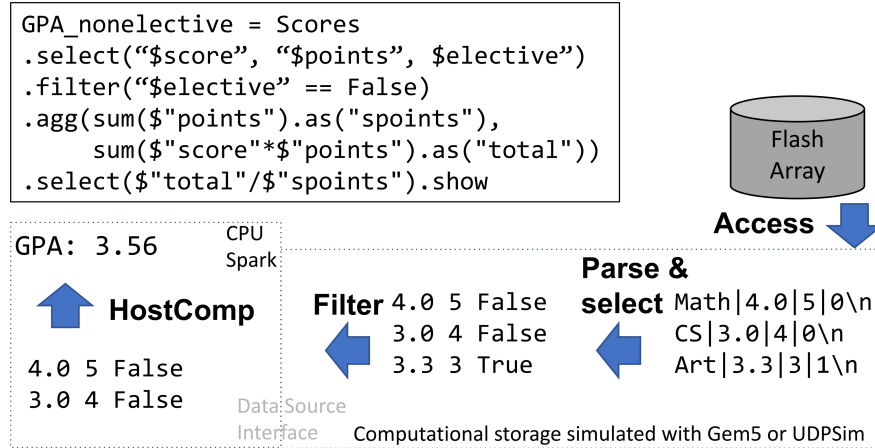 GPA_nonelective = Scores
.select(“$score”, “$points”, $elective”)
.filter(“$elective” == False)
.agg(sum($"points").as("spoints"),
sum($"score"*$"points").as("total"))
.select($"total"/$"spoints").show
Flash
Array
Access
GPA: 3.56
CPU
Spark
HostComp
4.0 5 False
3.0 4 False
Data Source
Interface
Filter
4.0 5 False
3.0 4 False
3.3 3 True
Parse &
select
Math|4.0|5|0\n
CS|3.0|4|0\n
Art|3.3|3|1\n
Computational storage simulated with Gem5 or UDPSim